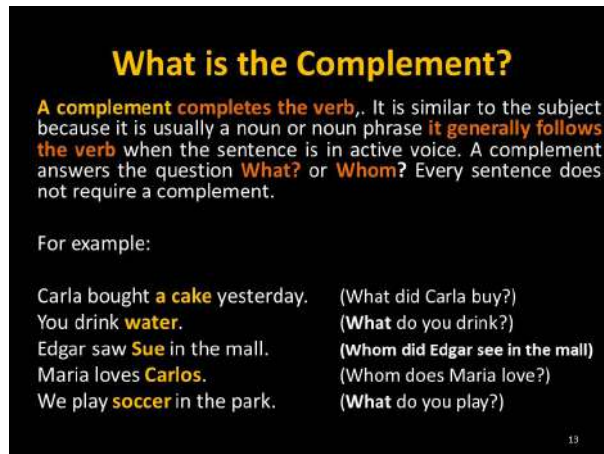 What is the Complement?
A complement completes the verb,. It is similar to the subject
because it is usually a noun or noun phrase it generally follows
the verb when the sentence is in active voice. A complement
answers the question What? or Whom? Every sentence does
not require a complement.
For example:
Carla bought a cake yesterday. (What did Carla buy?)
You drink water. (What do you drink?)
Edgar saw Sue in the mall. (Whom did Edgar see in the mall)
Maria loves Carlos. (Whom does Maria love?)
We play soccer in the park. (What do you play?)
13